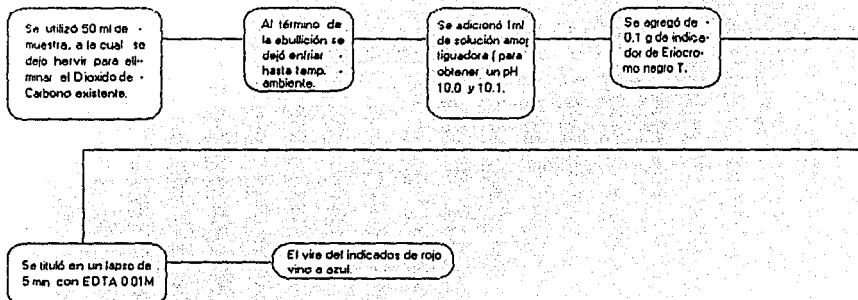 Se utilizó 50 ml de
muestra, a la cual se
dejo hervir para eli-
minar el Dioxido de
Carbono existente.
Al término de
la ebullición se
dejó enfriar
hasta temp.
ambiente.
Se adicionó 1ml
de solución amor
tiguadora ( para
obtener un pH
10.0 y 10.1.
Se agregó de
0.1 g de indica-
dor de Eriocro-
mo negro T.
Se tituló en un lapso de
5 mn con EDTA 0.01M
El vire del indicados de rojo
vino a azul.